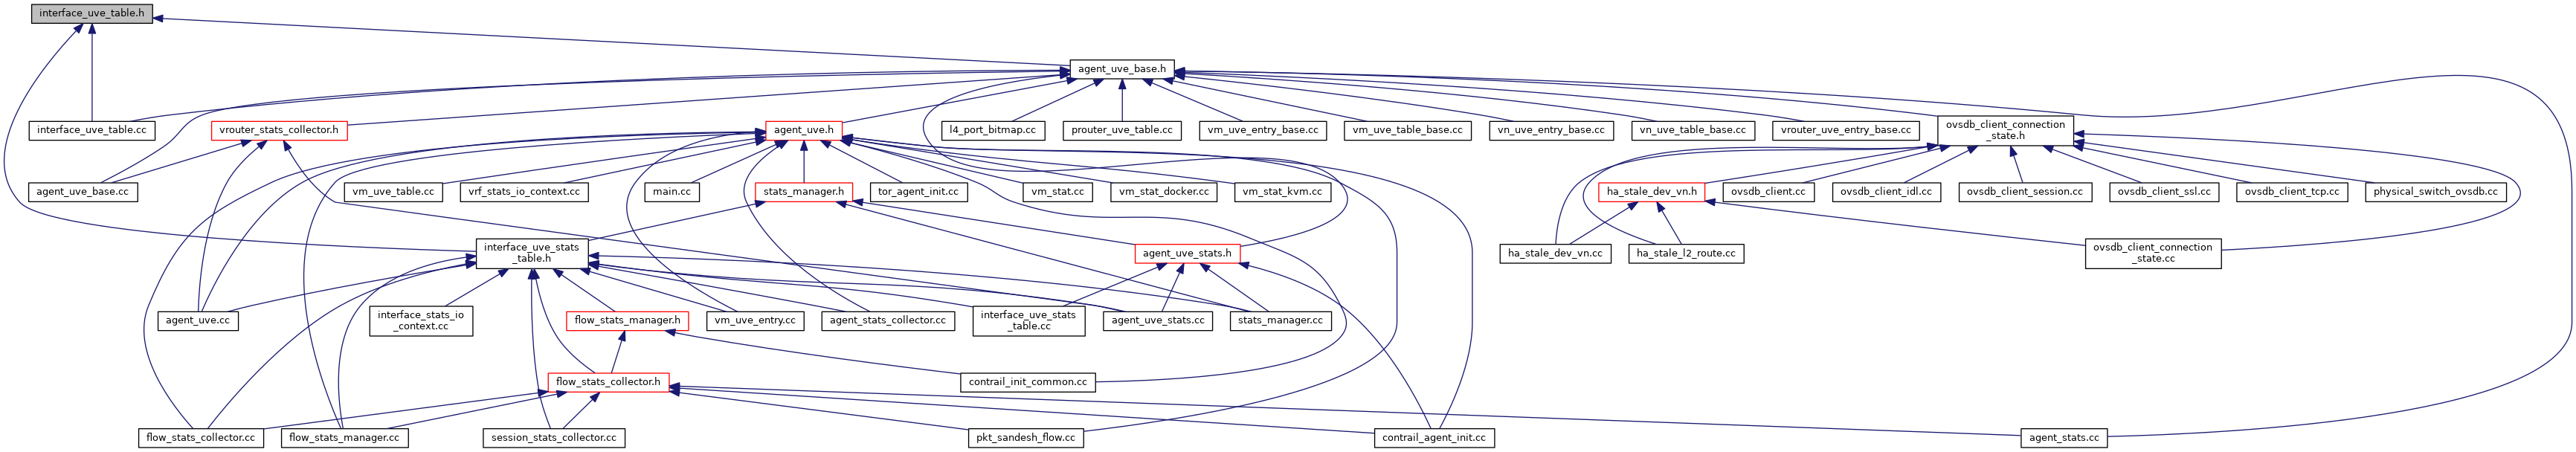 interface_uve_table.h
agent_uve_base.h
interface_uve_table.cc
vrouter_stats_collector.h
agent_uve.h
l4_port_bitmap.cc
prouter_uve_table.cc
vm_uve_entry_base.cc
vm_uve_table_base.cc
vn_uve_entry_base.cc
vn_uve_table_base.cc
vrouter_uve_entry_base.cc
ovsdb_client_connection
_state.h
agent_uve_base.cc
vm_uve_table.cc
vrf_stats_io_context.cc
main.cc
stats_manager.h
tor_agent_init.cc
vm_stat.cc
vm_stat_docker.cc
vm_stat_kvm.cc
ha_stale_dev_vn.h
ovsdb_client.cc
ovsdb_client_idl.cc
ovsdb_client_session.cc
ovsdb_client_ssl.cc
ovsdb_client_tcp.cc
physical_switch_ovsdb.cc
interface_uve_stats
_table.h
agent_uve_stats.h
ha_stale_dev_vn.cc
ha_stale_l2_route.cc
ovsdb_client_connection
_state.cc
agent_uve.cc
interface_stats_io
_context.cc
flow_stats_manager.h
vm_uve_entry.cc
agent_stats_collector.cc
interface_uve_stats
_table.cc
agent_uve_stats.cc
stats_manager.cc
flow_stats_collector.h
contrail_init_common.cc
flow_stats_collector.cc
flow_stats_manager.cc
session_stats_collector.cc
pkt_sandesh_flow.cc
contrail_agent_init.cc
agent_stats.cc